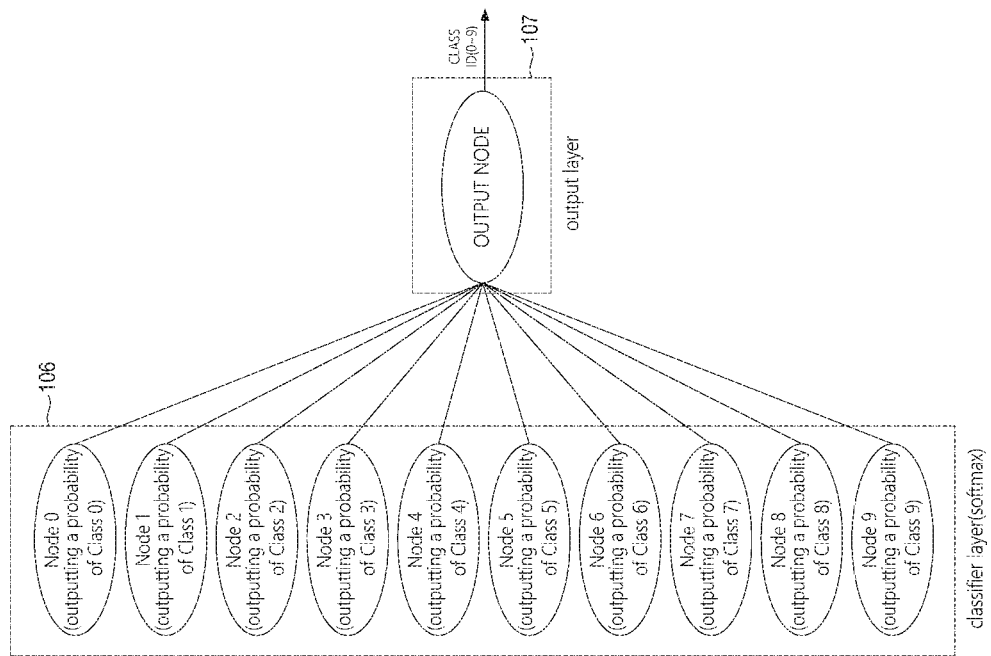 106
Node 0
(outputting a probability
of Class 0)
Node 1
(outputting a probability
of Class 1)
Node 2
(outputting a probability
of Class 2)
Node 3
(outputting a probability
of Class 3)
Node 4
(outputting a probability
of Class 4)
Node 5
(outputting a probability
of Class 5)
Node 6
(outputting a probability
of Class 6)
Node 7
(outputting a probability
of Class 7)
Node 8
(outputting a probability
of Class 8)
Node 9
(outputting a probability
of Class 9)
classifier layer(softmax)
OUTPUT NODE
output layer
107
CLASS
ID(0~9)